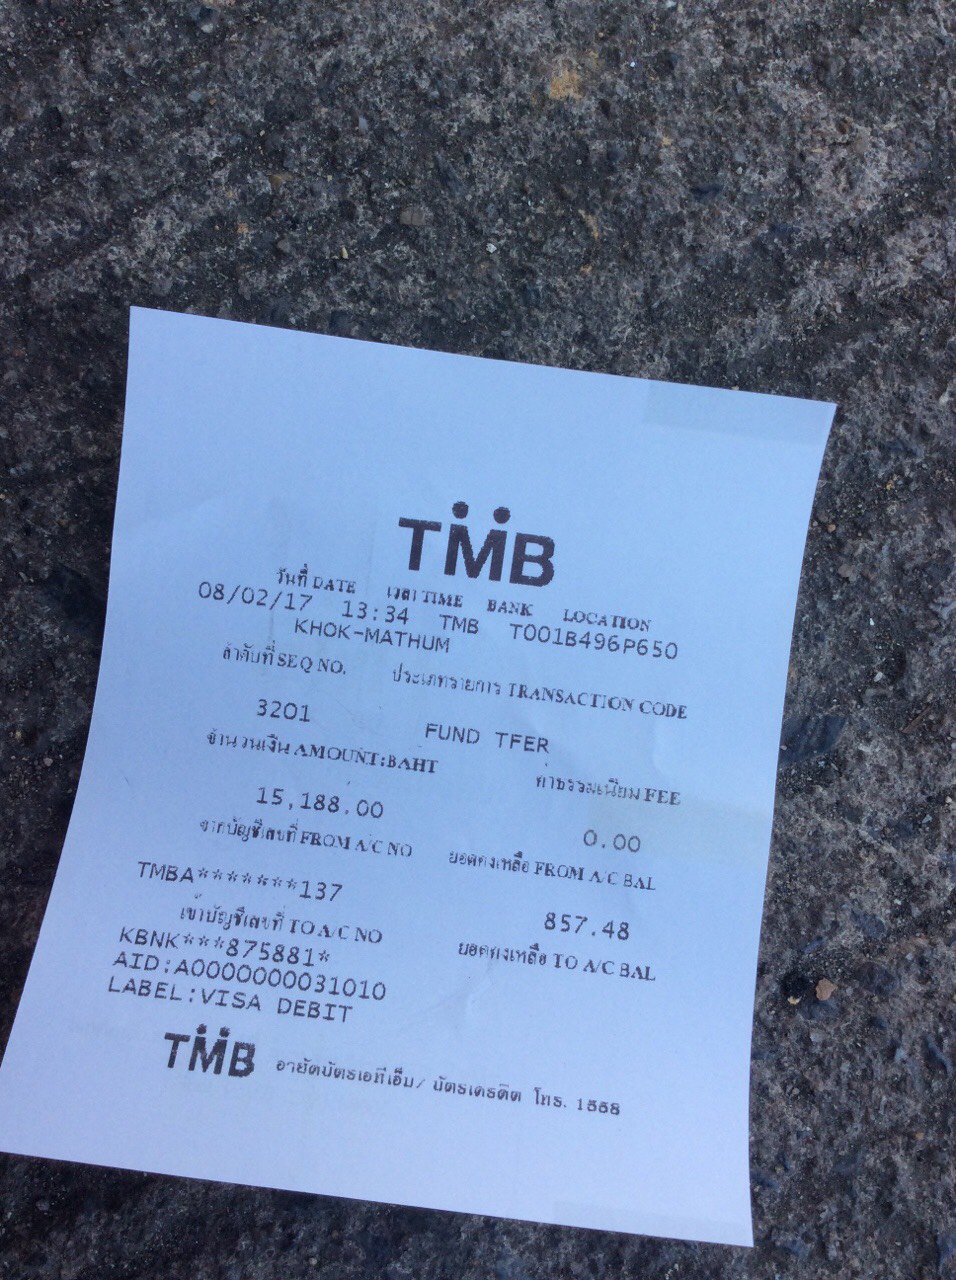 TMB
วันที่ DATE เวลา TIME BANK LOCATION
08/02/17 13:34 TMB T001B496P650
KHOK-MATHUM
ลำดับที่ SEQ NO. ประเภทรายการ TRANSACTION CODE
3201 FUND TFER
จำนวนเงิน AMOUNT:BAHT ค่าธรรมเนียม FEE
15,188.00 0.00
จากบัญชีเลขที่ FROM A/C NO ยอดคงเหลือ FROM A/C BAL
TMBA*******137 857.48
เข้าบัญชีเลขที่ TO A/C NO ยอดคงเหลือ TO A/C BAL
KBNK***875881*
AID:A0000000031010
LABEL:VISA DEBIT
TMB อายัดบัตรเอทีเอ็ม/ บัตรเครดิต โทร. 1558